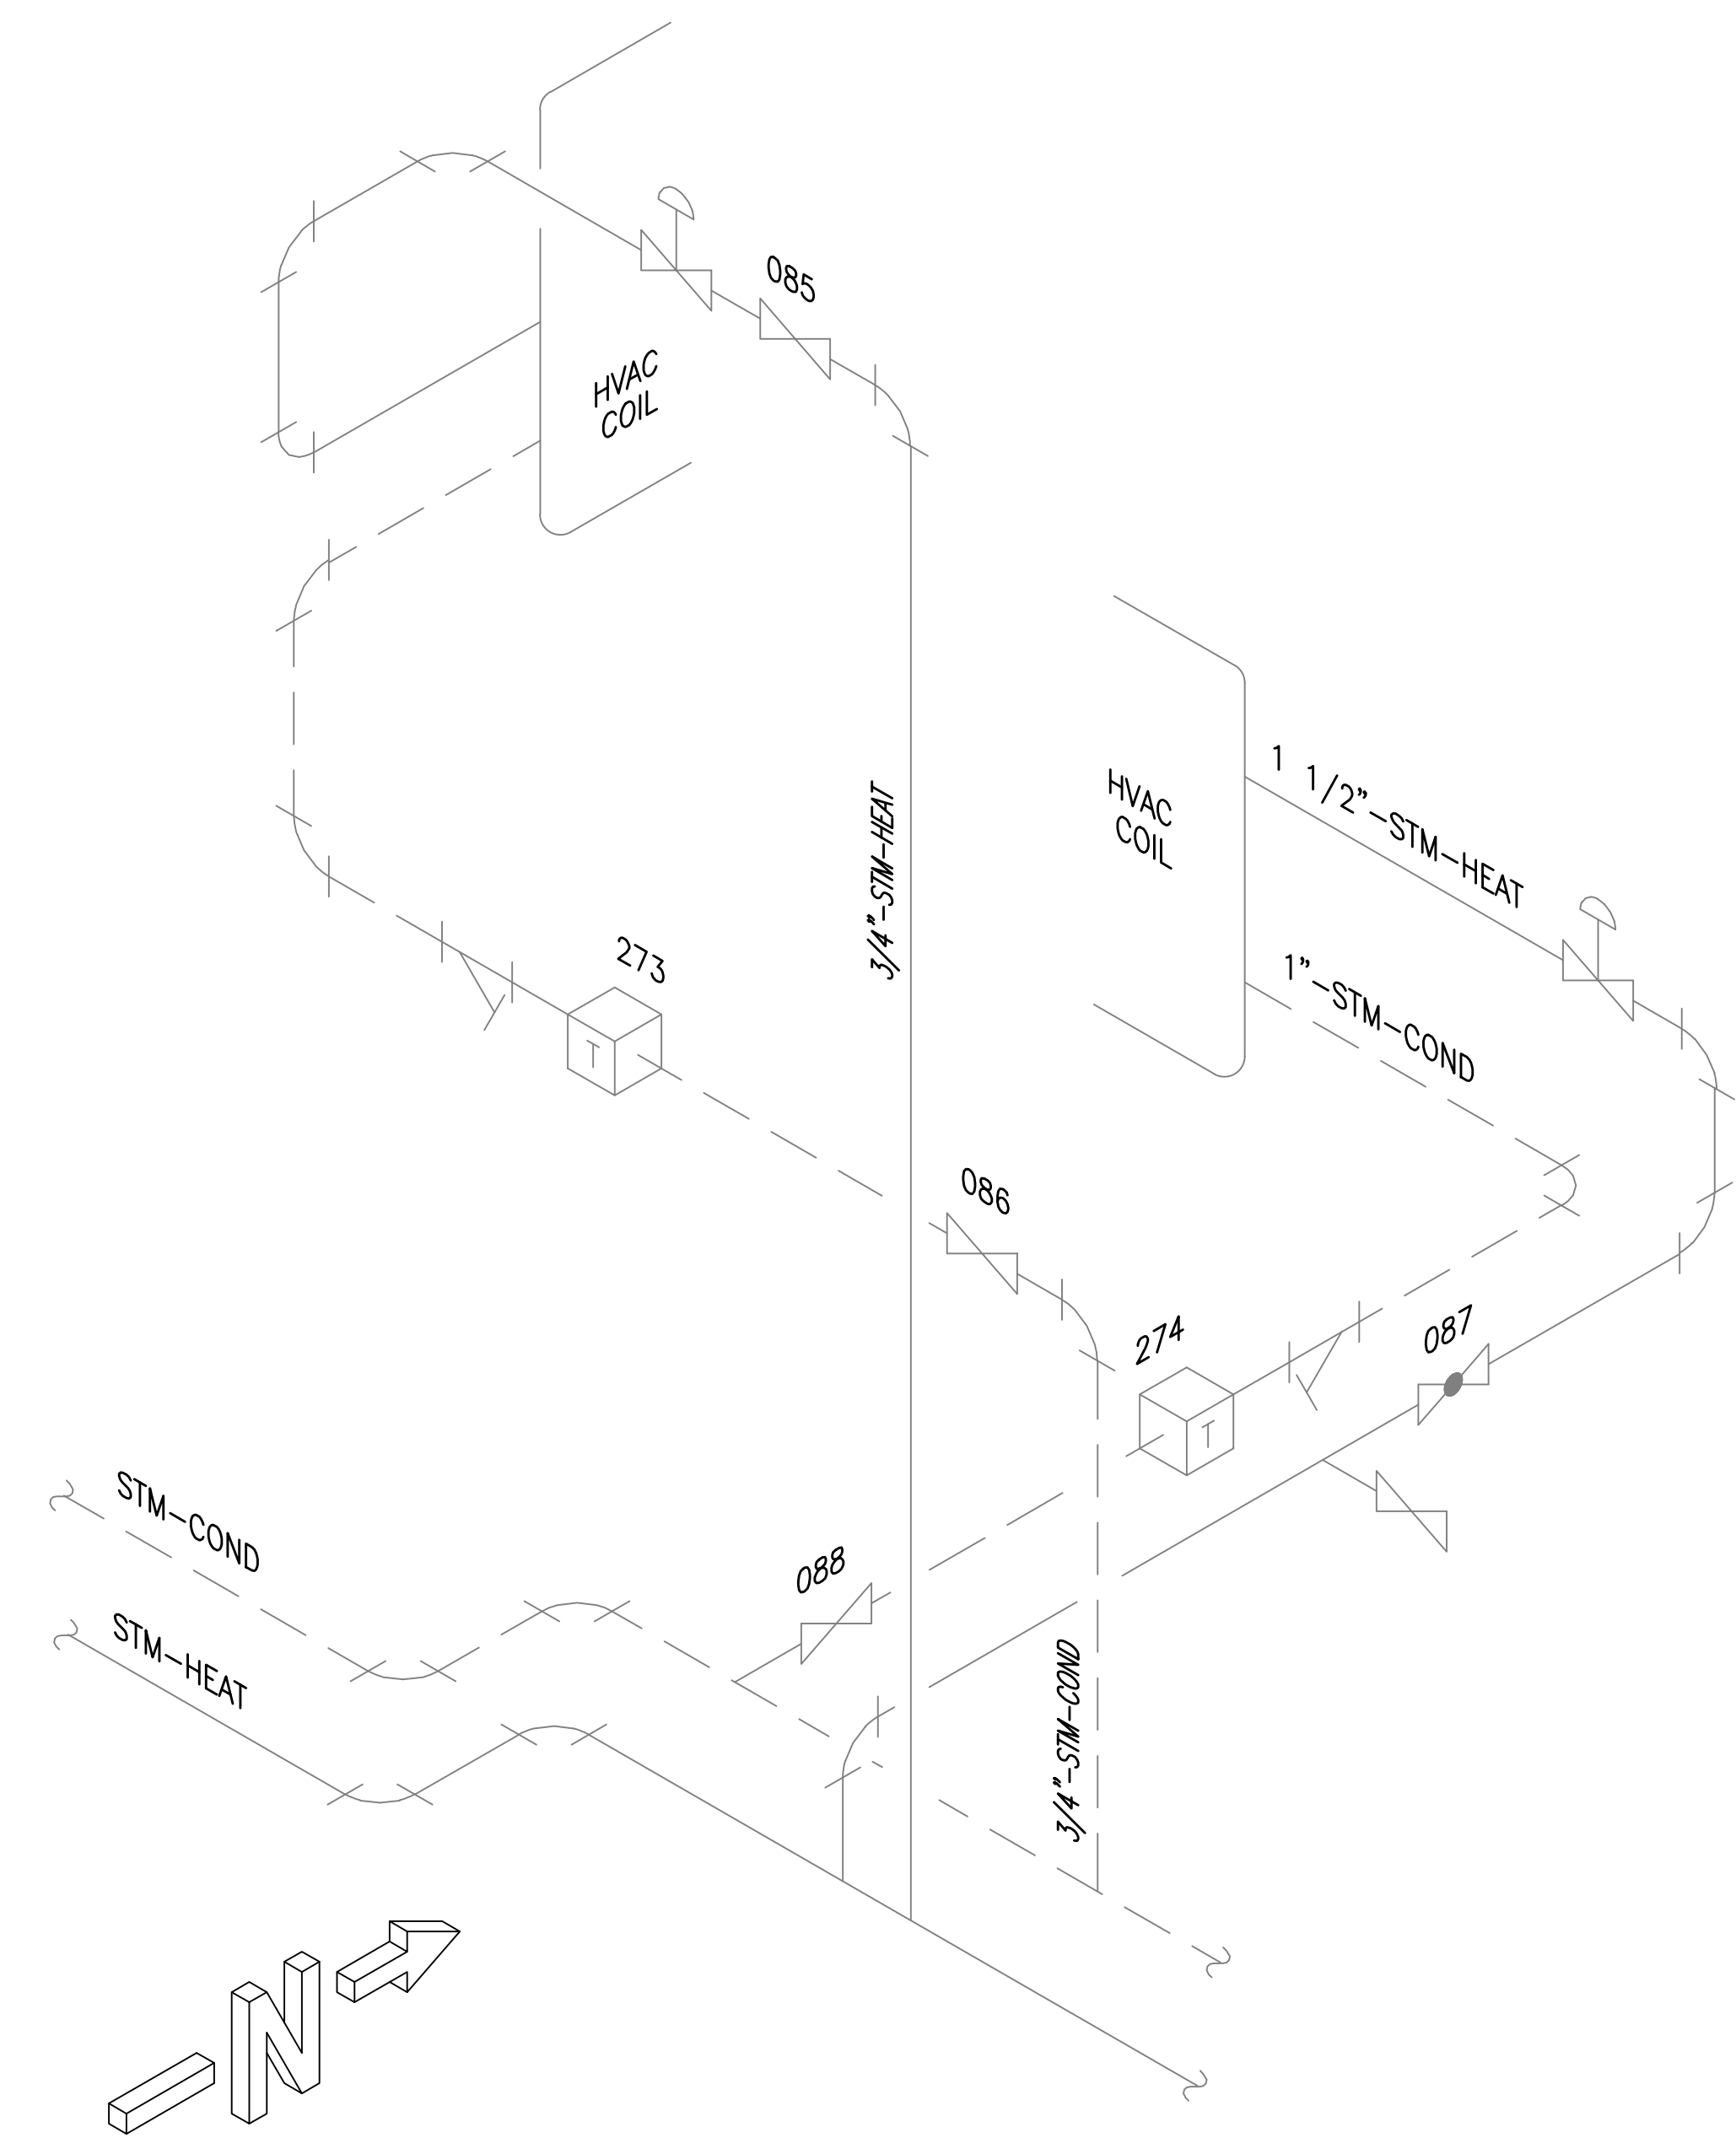 085
HVAC
COIL
1 1/2"-STM-HEAT
HVAC
COIL
3/4"-STM-HEAT
273
T
1"-STM-COND
086
274
T
087
STM-COND
088
STM-HEAT
3/4"-STM-COND
N